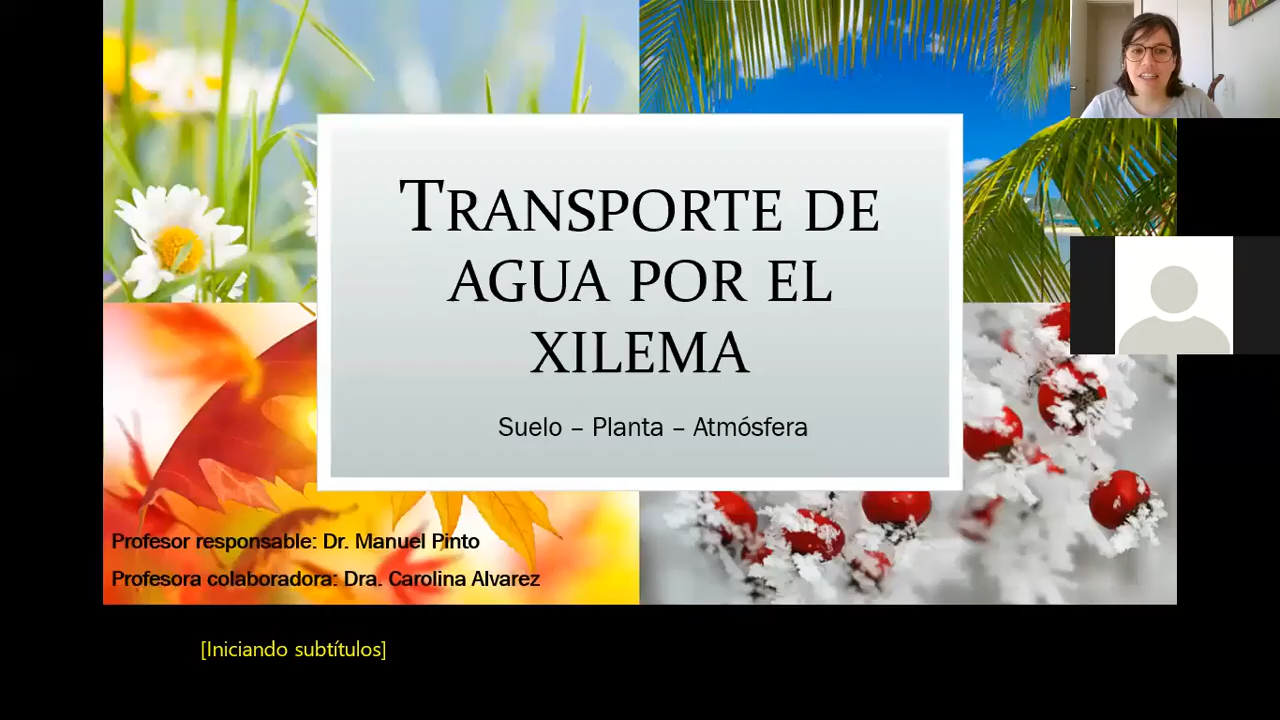 TRANSPORTE DE
AGUA POR EL
XILEMA
Suelo – Planta – Atmósfera
Profesor responsable: Dr. Manuel Pinto
Profesora colaboradora: Dra. Carolina Alvarez
[Iniciando subtítulos]